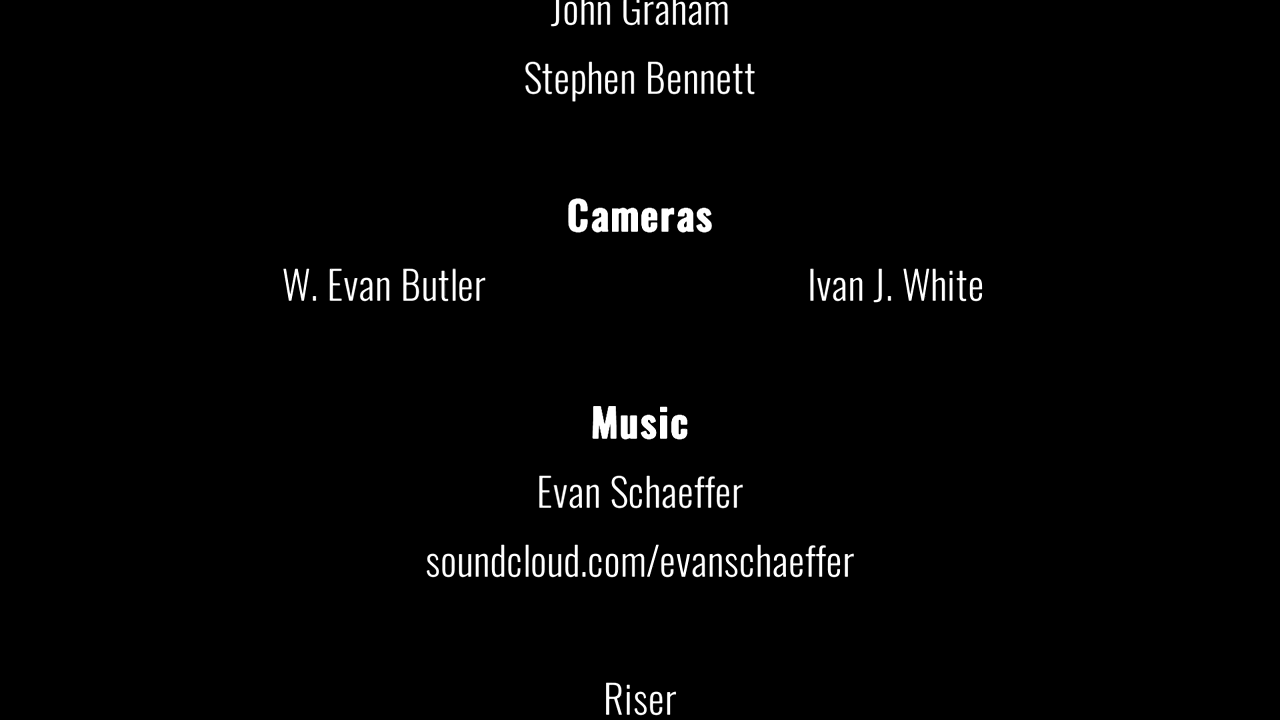 John Graham
Stephen Bennett
Cameras
W. Evan Butler Ivan J. White
Music
Evan Schaeffer
soundcloud.com/evanschaeffer
Riser